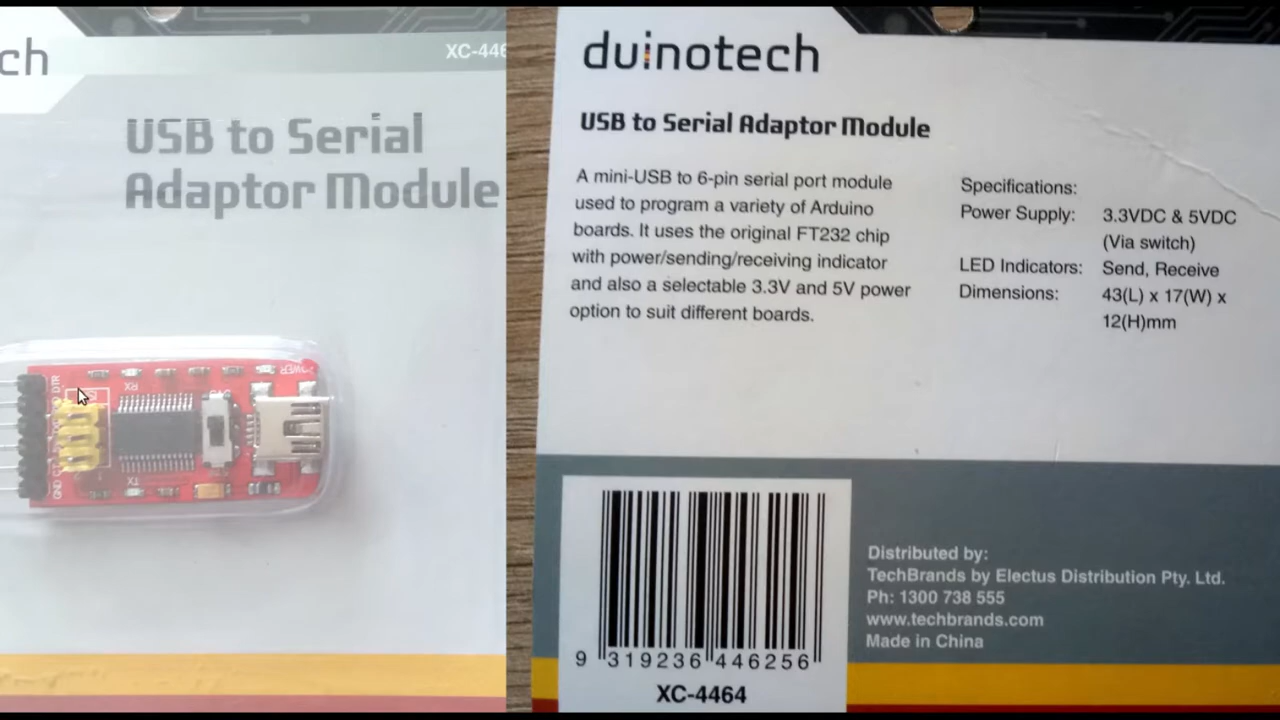 ch
XC-446
USB to Serial
Adaptor Module
DTR
RX
POWER
GND
TX
duinotech
USB to Serial Adaptor Module
A mini-USB to 6-pin serial port module
used to program a variety of Arduino
boards. It uses the original FT232 chip
with power/sending/receiving indicator
and also a selectable 3.3V and 5V power
option to suit different boards.
Specifications:
Power Supply: 3.3VDC & 5VDC
(Via switch)
LED Indicators: Send, Receive
Dimensions: 43(L) x 17(W) x
12(H)mm
9 319236 446256
XC-4464
Distributed by:
TechBrands by Electus Distribution Pty. Ltd.
Ph: 1300 738 555
www.techbrands.com
Made in China